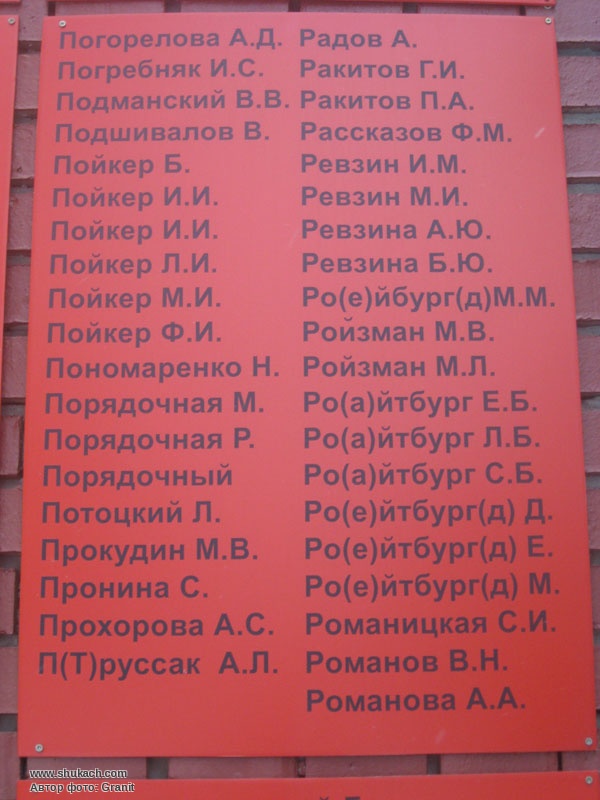 Погорелова А.Д.
Погребняк И.С.
Подманский В.В.
Подшивалов В.
Пойкер Б.
Пойкер И.И.
Пойкер И.И.
Пойкер Л.И.
Пойкер М.И.
Пойкер Ф.И.
Пономаренко Н.
Порядочная М.
Порядочная Р.
Порядочный
Потоцкий Л.
Прокудин М.В.
Пронина С.
Прохорова А.С.
П(Т)руссак А.Л.
Радов А.
Ракитов Г.И.
Ракитов П.А.
Рассказов Ф.М.
Ревзин И.М.
Ревзин М.И.
Ревзина А.Ю.
Ревзина Б.Ю.
Ро(е)йбург(д)М.М.
Ройзман М.В.
Ройзман М.Л.
Ро(а)йтбург Е.Б.
Ро(а)йтбург Л.Б.
Ро(а)йтбург С.Б.
Ро(е)йтбург(д) Д.
Ро(е)йтбург(д) Е.
Ро(е)йтбург(д) М.
Романицкая С.И.
Романов В.Н.
Романова А.А.
www.shukach.com
Автор фото: Granit